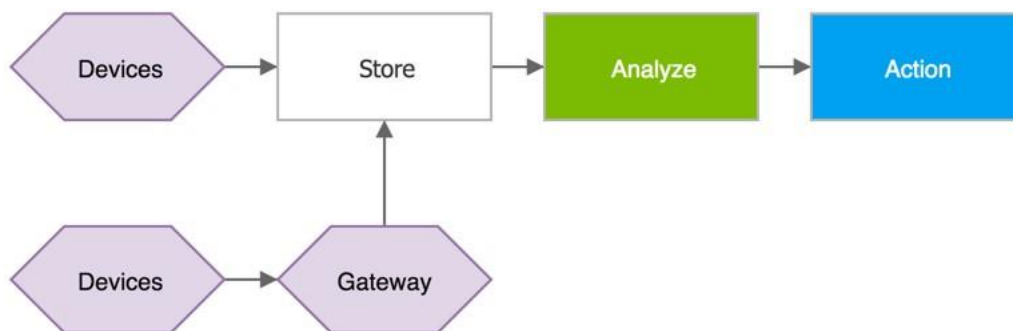 Devices
Store
Analyze
Action
Devices
Gateway